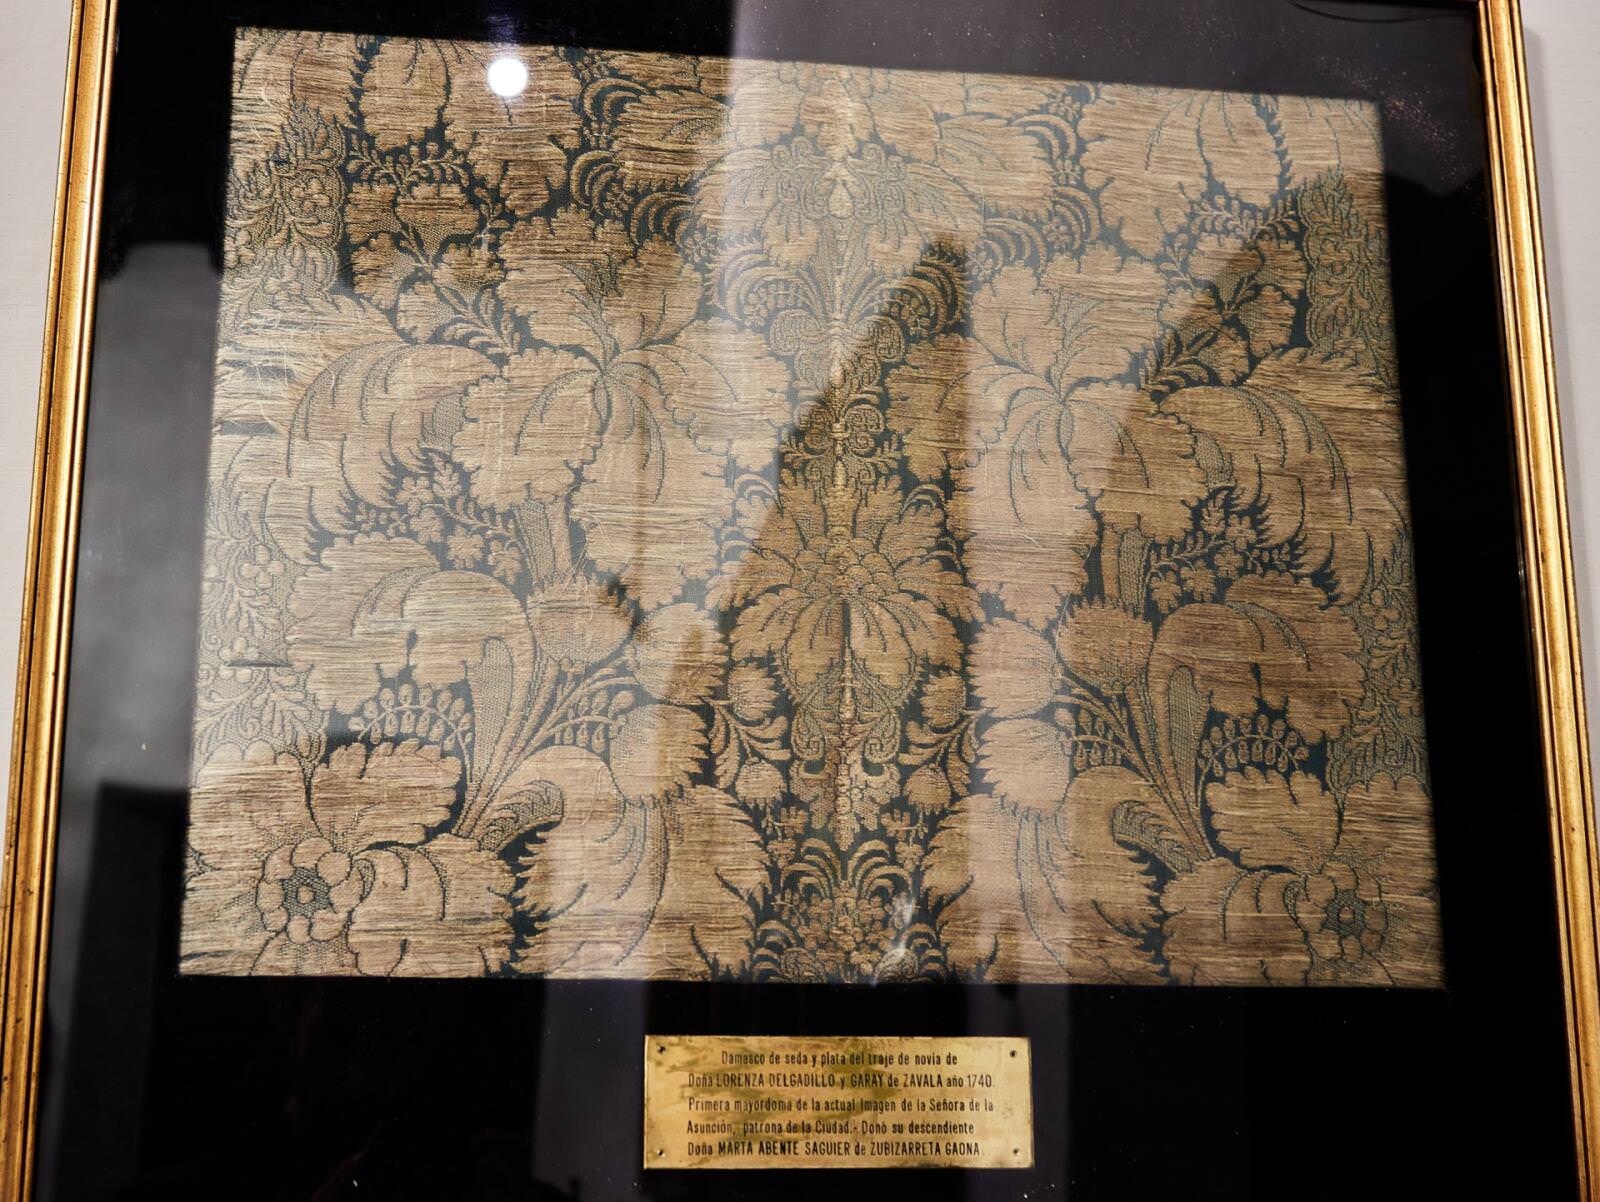 Damasco de seda y plata del traje de novia de
Doña LORENZA DELGADILLO y GARAY de ZAVALA año 1740.
Primera mayordoma de la actual Imagen de la Señora de la
Asunción, patrona de la Ciudad.- Donó su descendiente
Doña MARTA ABENTE SAGUIER de ZUBIZARRETA GAONA.